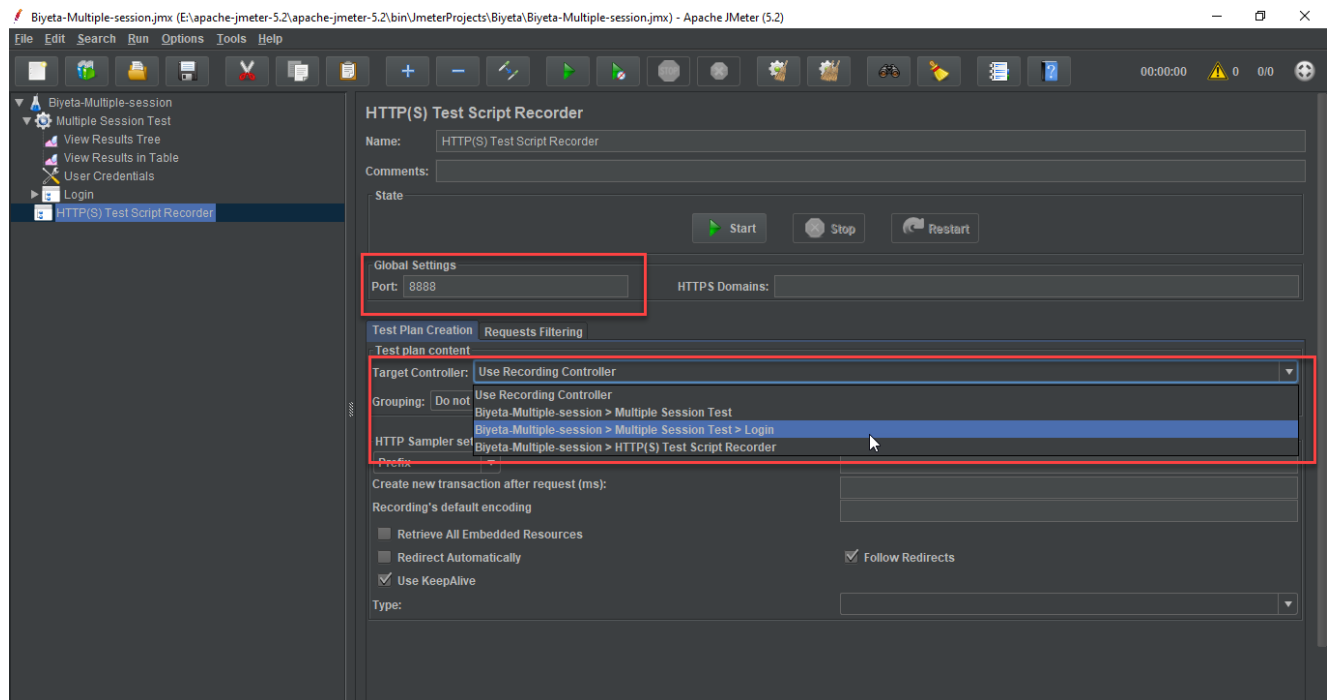 Biyeta-Multiple-session.jmx (E:\apache-jmeter-5.2\apache-jmeter-5.2\bin\JmeterProjects\Biyeta\Biyeta-Multiple-session.jmx) - Apache JMeter (5.2)
File Edit Search Run Options Tools Help
00:00:00 0 0/0
Biyeta-Multiple-session
Multiple Session Test
View Results Tree
View Results in Table
User Credentials
Login
HTTP(S) Test Script Recorder
HTTP(S) Test Script Recorder
Name: HTTP(S) Test Script Recorder
Comments:
State
Start Stop Restart
Global Settings
Port: 8888 HTTPS Domains:
Test Plan Creation Requests Filtering
Test plan content
Target Controller: Use Recording Controller
Use Recording Controller
Grouping: Do not
Biyeta-Multiple-session > Multiple Session Test
Biyeta-Multiple-session > Multiple Session Test > Login
HTTP Sampler set
Biyeta-Multiple-session > HTTP(S) Test Script Recorder
Prefix
Create new transaction after request (ms):
Recording's default encoding
Retrieve All Embedded Resources
Redirect Automatically Follow Redirects
Use KeepAlive
Type: